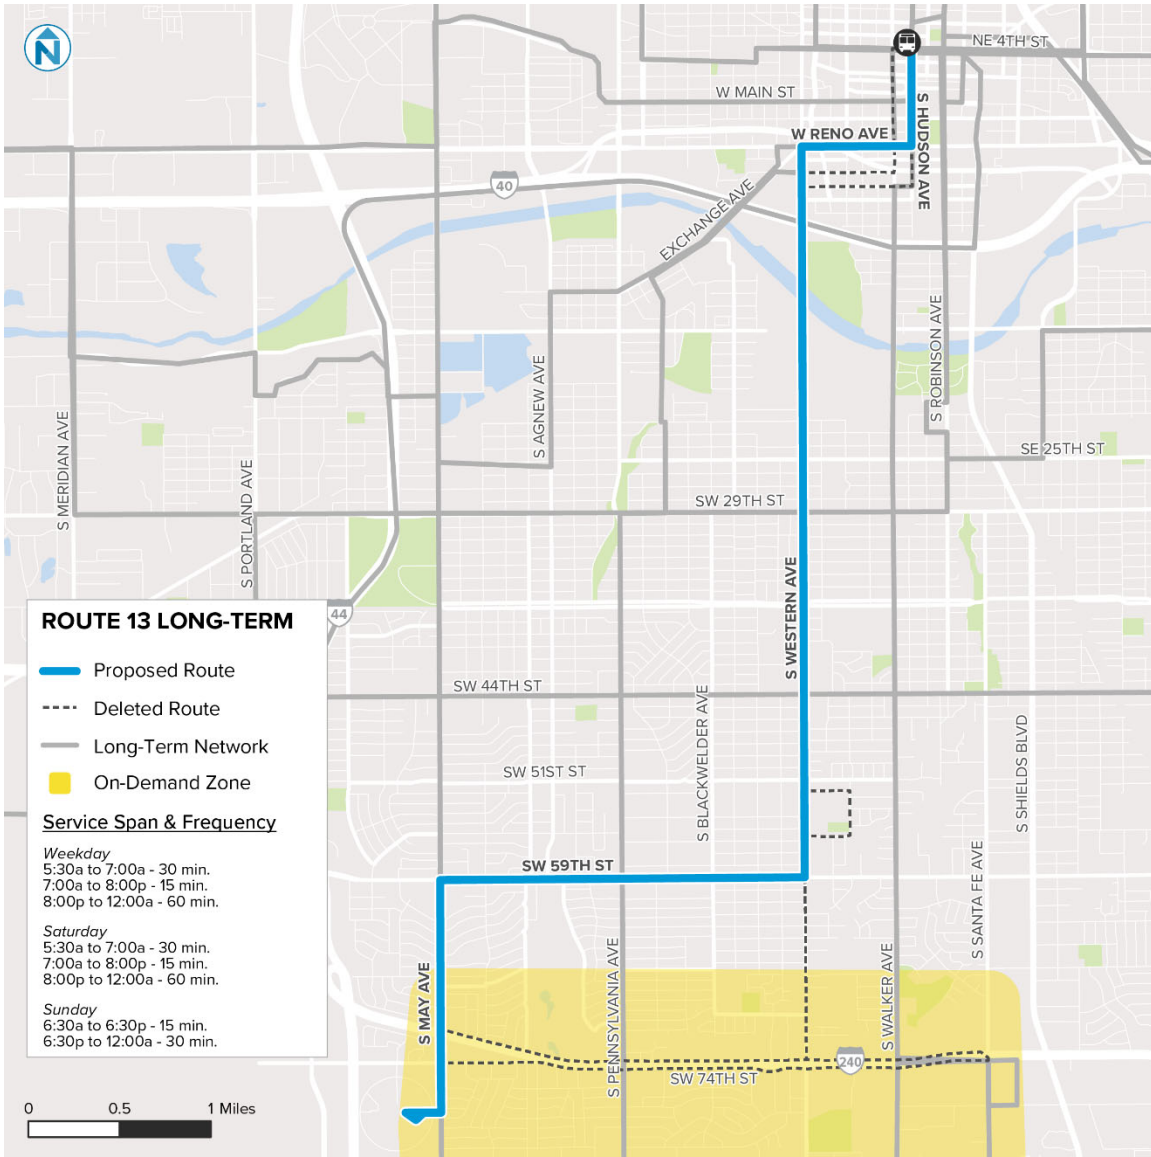 N
NE 4TH ST
W MAIN ST
S HUDSON AVE
W RENO AVE
40
EXCHANGE AVE
S ROBINSON AVE
S AGNEW AVE
S MERIDIAN AVE
S PORTLAND AVE
SE 25TH ST
SW 29TH ST
S WESTERN AVE
44
SW 44TH ST
S BLACKWELDER AVE
S SHIELDS BLVD
SW 51ST ST
SW 59TH ST
S SANTA FE AVE
S MAY AVE
S PENNSYLVANIA AVE
S WALKER AVE
240
SW 74TH ST
ROUTE 13 LONG-TERM
Proposed Route
Deleted Route
Long-Term Network
On-Demand Zone
Service Span & Frequency
Weekday
5:30a to 7:00a - 30 min.
7:00a to 8:00p - 15 min.
8:00p to 12:00a - 60 min.
Saturday
5:30a to 7:00a - 30 min.
7:00a to 8:00p - 15 min.
8:00p to 12:00a - 60 min.
Sunday
6:30a to 6:30p - 15 min.
6:30p to 12:00a - 30 min.
0 0.5 1 Miles